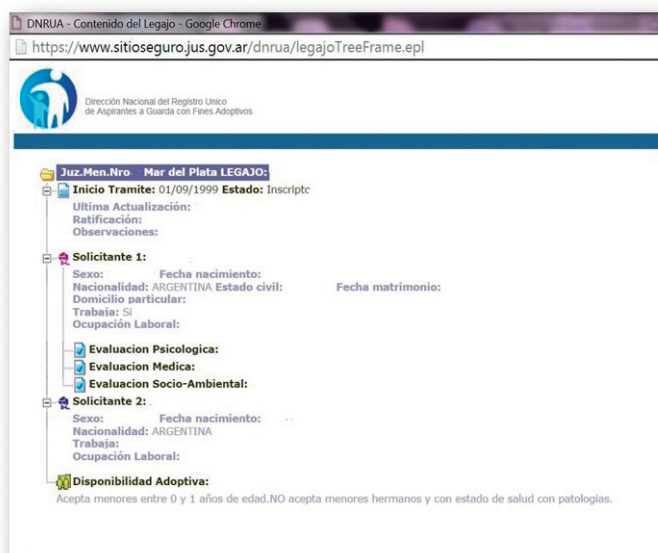 DNRUA - Contenido del Legajo - Google Chrome
https://www.sitioseguro.jus.gov.ar/dnrua/legajoTreeFrame.epl
Dirección Nacional del Registro Unico
de Aspirantes a Guarda con Fines Adoptivos
Juz.Men.Nro Mar del Plata LEGAJO:
Inicio Tramite: 01/09/1999 Estado: Inscripto
Ultima Actualización:
Ratificación:
Observaciones:
Solicitante 1:
Sexo: Fecha nacimiento:
Nacionalidad: ARGENTINA Estado civil: Fecha matrimonio:
Domicilio particular:
Trabaja: SI
Ocupación Laboral:
Evaluacion Psicologica:
Evaluacion Medica:
Evaluacion Socio-Ambiental:
Solicitante 2:
Sexo: Fecha nacimiento:
Nacionalidad: ARGENTINA
Trabaja:
Ocupación Laboral:
Disponibilidad Adoptiva:
Acepta menores entre 0 y 1 años de edad.NO acepta menores hermanos y con estado de salud con patologias.